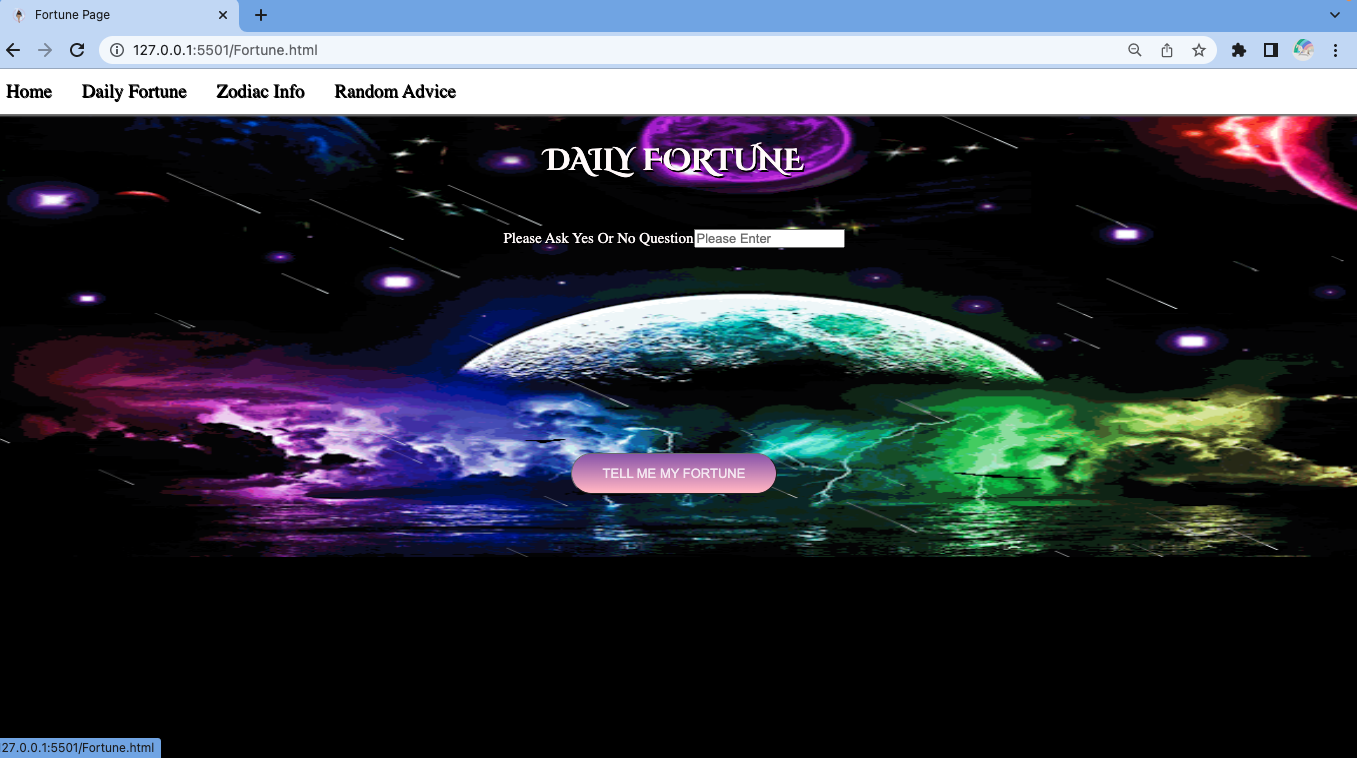 Fortune Page
127.0.0.1:5501/Fortune.html
Home Daily Fortune Zodiac Info Random Advice
DAILY FORTUNE
Please Ask Yes Or No Question Please Enter
TELL ME MY FORTUNE
27.0.0.1:5501/Fortune.html